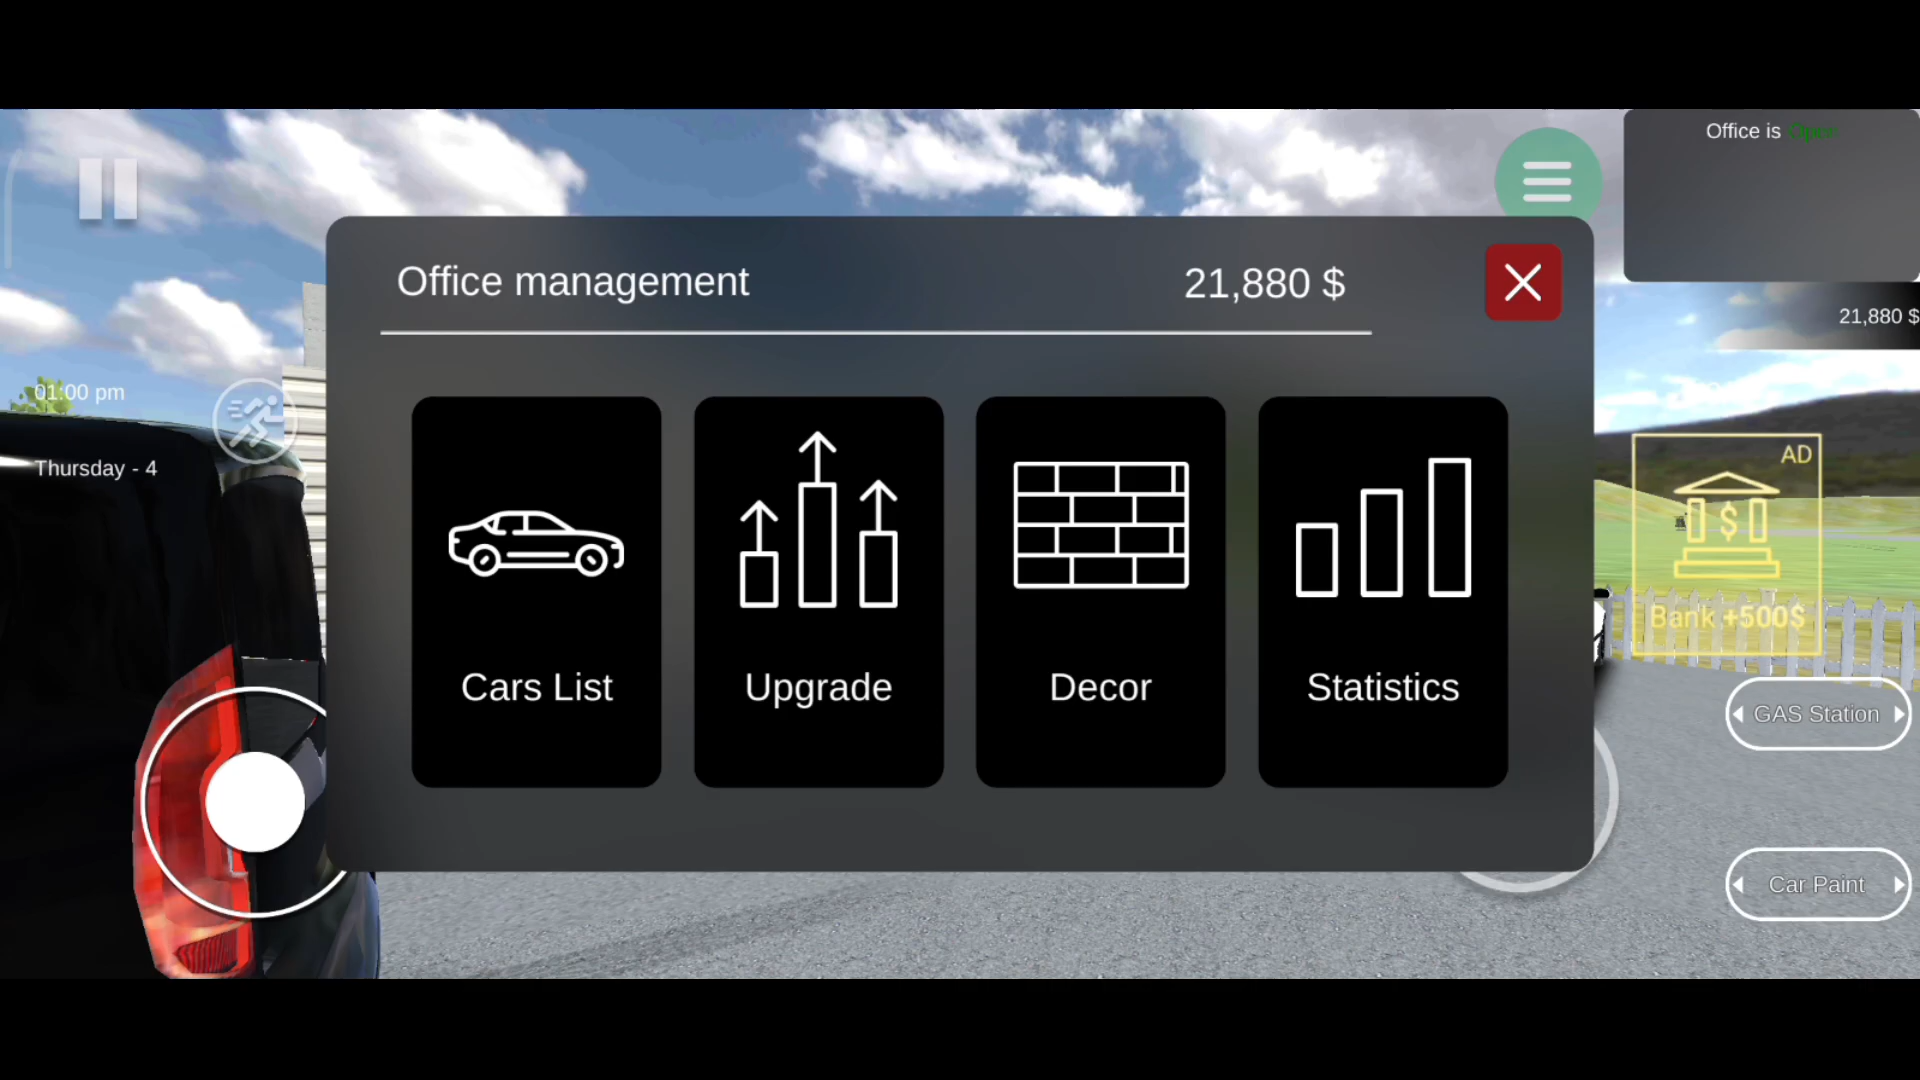 Office is Open
Office management
21,880 $
21,880 $
01:00 pm
Thursday - 4
AD
Bank +500$
Cars List
Upgrade
Decor
Statistics
GAS Station
Car Paint